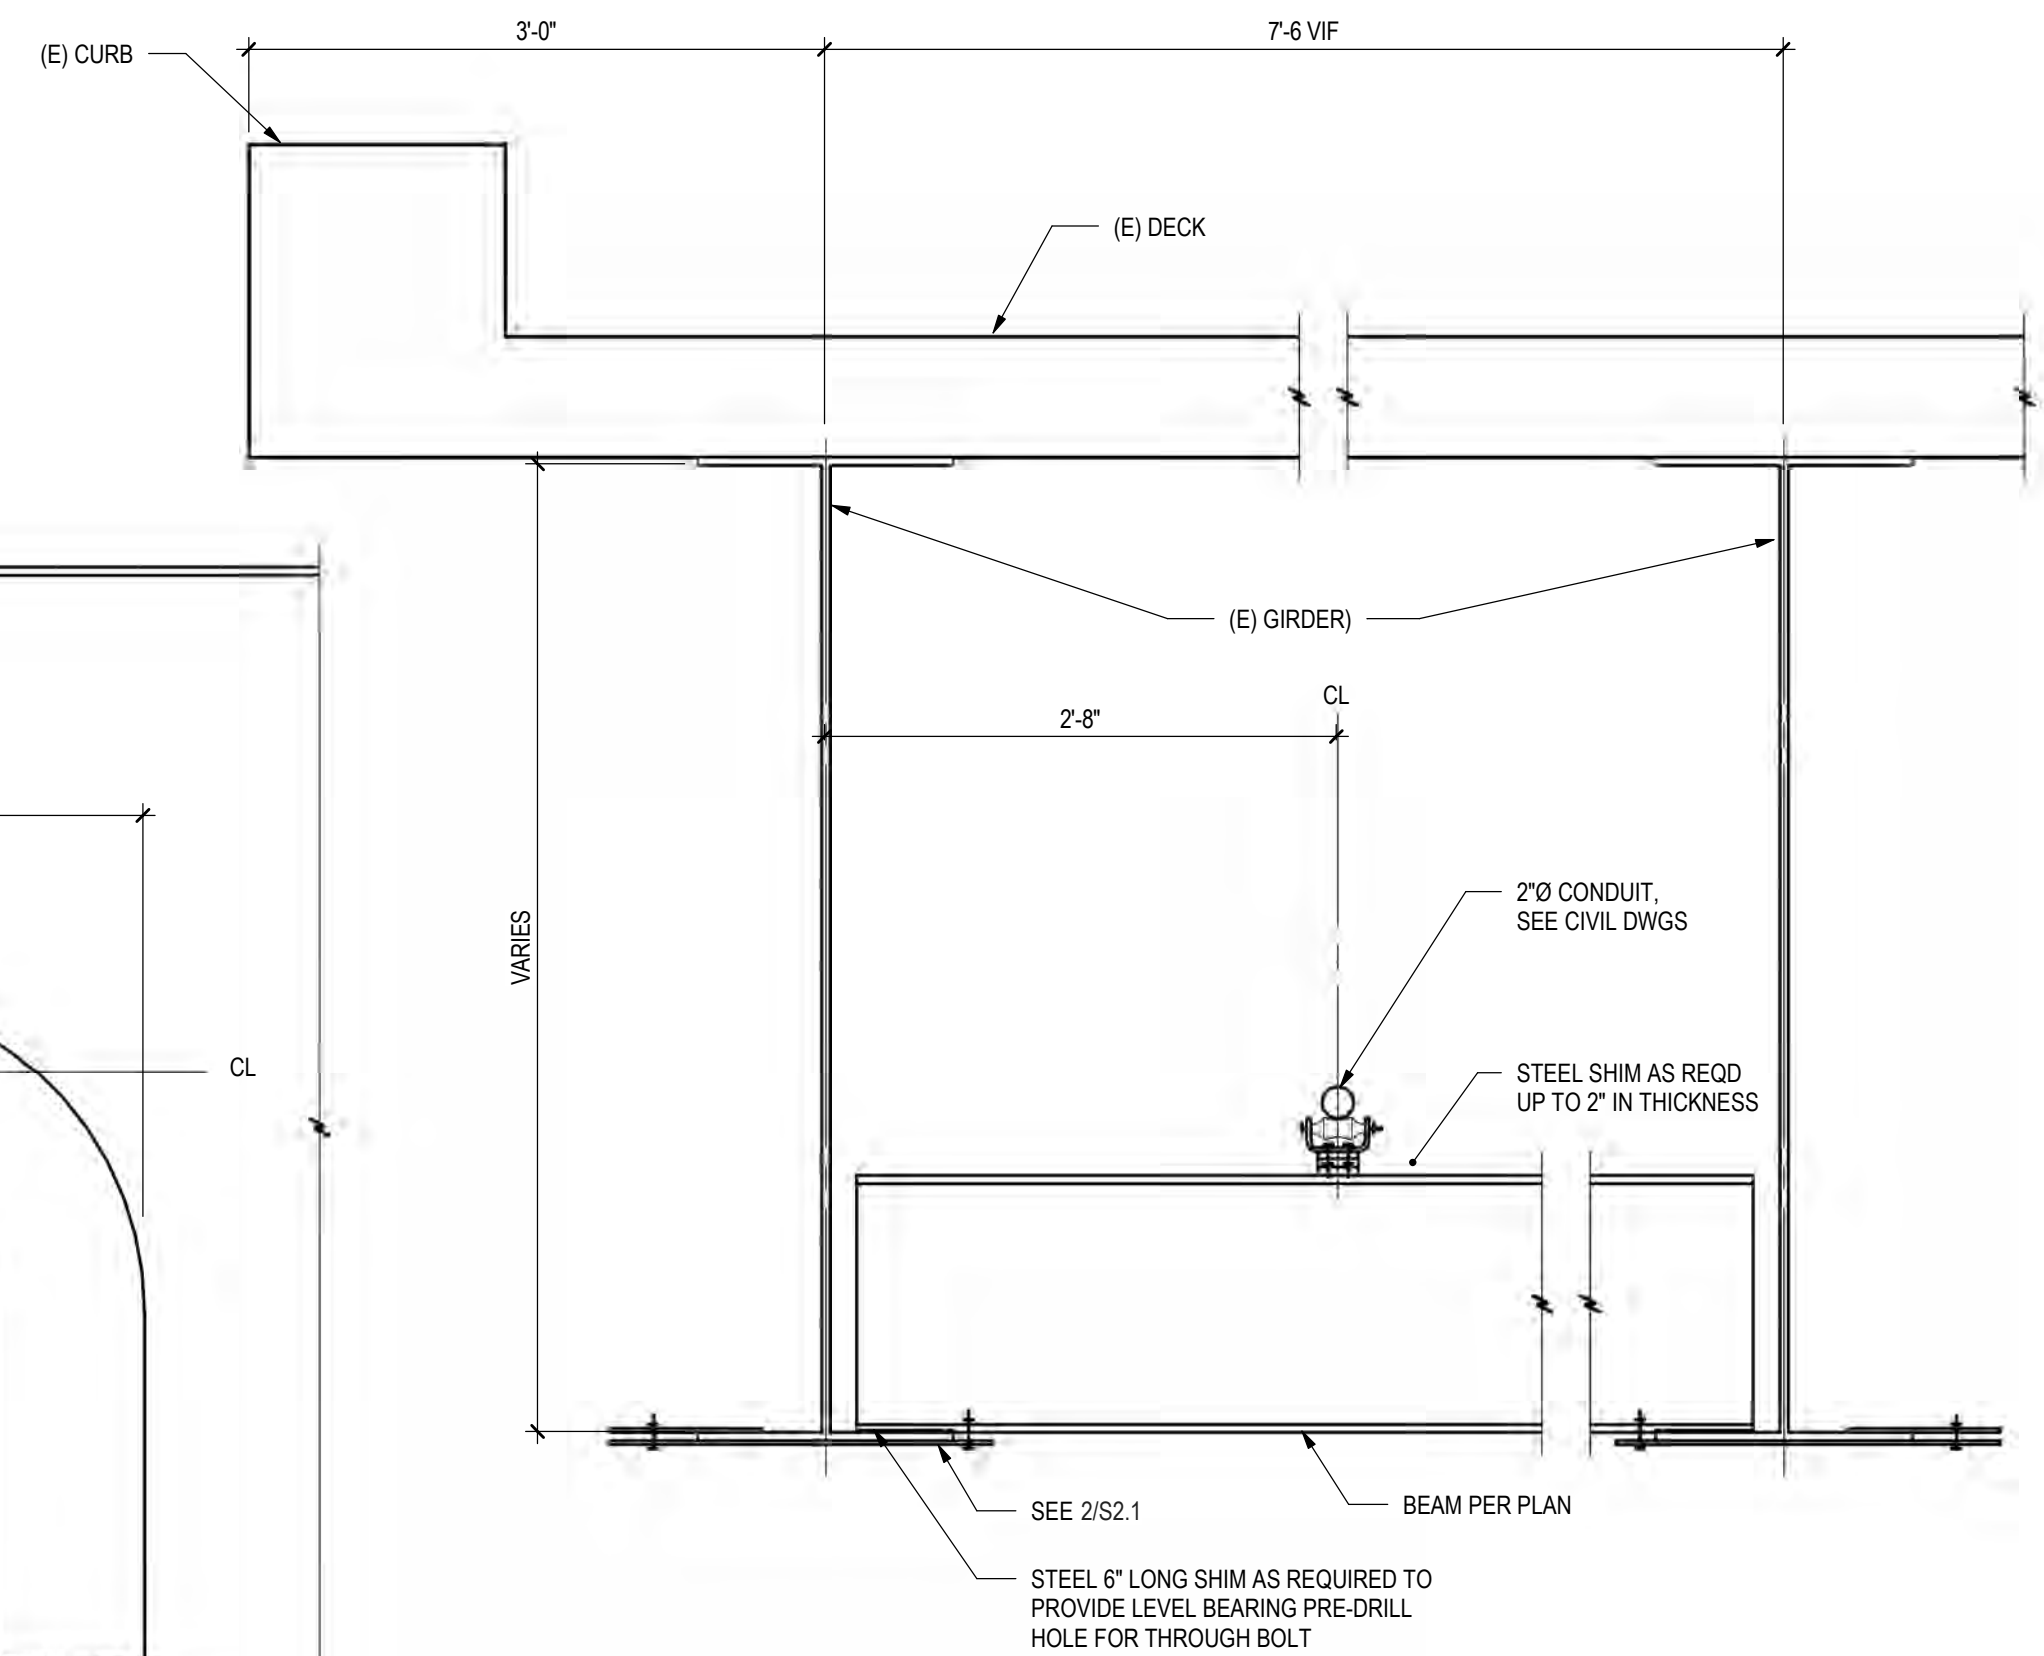 3'-0"
7'-6 VIF
(E) CURB
(E) DECK
(E) GIRDER)
CL
2'-8"
VARIES
2"Ø CONDUIT,
SEE CIVIL DWGS
STEEL SHIM AS REQD
UP TO 2" IN THICKNESS
CL
BEAM PER PLAN
SEE 2/S2.1
STEEL 6" LONG SHIM AS REQUIRED TO
PROVIDE LEVEL BEARING PRE-DRILL
HOLE FOR THROUGH BOLT